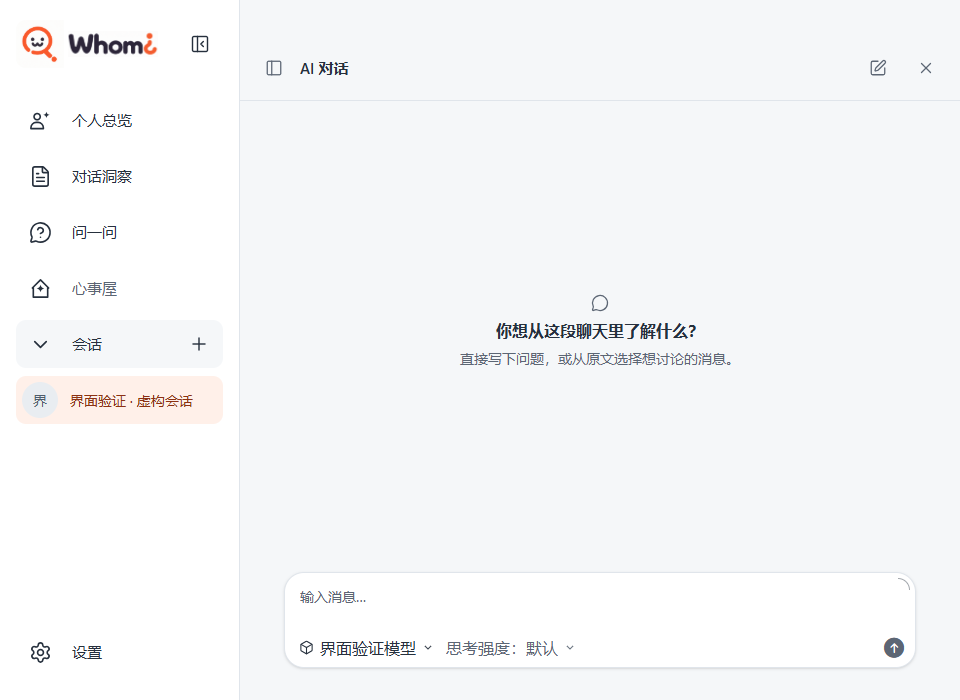 Whomi
个人总览
对话洞察
问一问
心事屋
会话
界 界面验证 · 虚构会话
设置
AI 对话
你想从这段聊天里了解什么?
直接写下问题，或从原文选择想讨论的消息。
输入消息...
界面验证模型 思考强度：默认